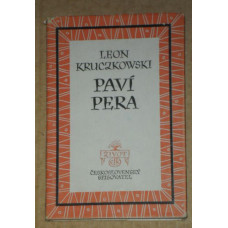 LEON
KRUCZKOWSKI
PAVÍ
PERA
ČESKOSLOVENSKÝ
SPISOVATEL